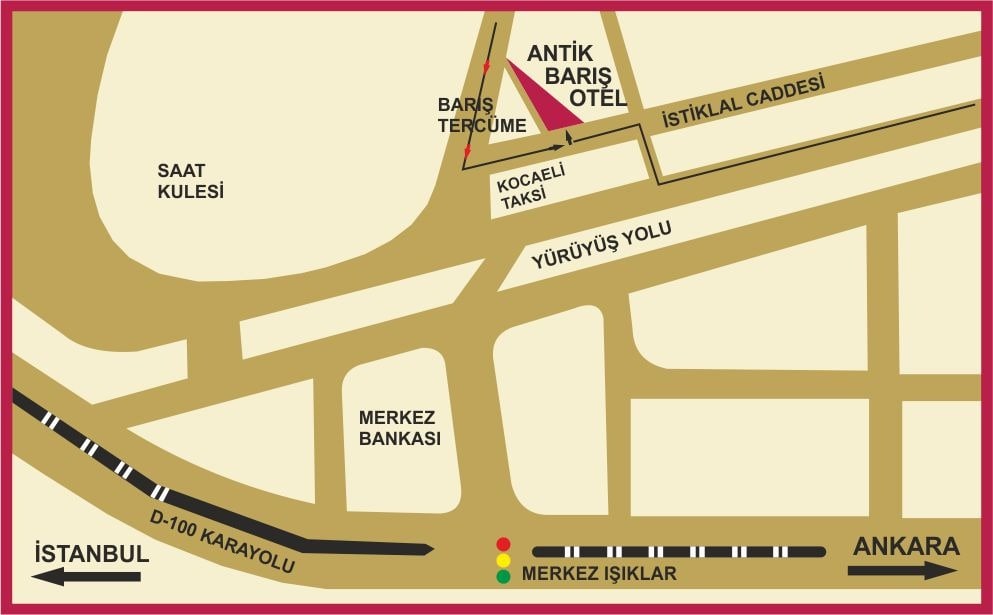 ANTİK
BARIŞ
OTEL
BARIŞ
TERCÜME
İSTİKLAL CADDESİ
SAAT
KULESİ
KOCAELİ
TAKSİ
YÜRÜYÜŞ YOLU
MERKEZ
BANKASI
D-100 KARAYOLU
İSTANBUL
MERKEZ IŞIKLAR
ANKARA